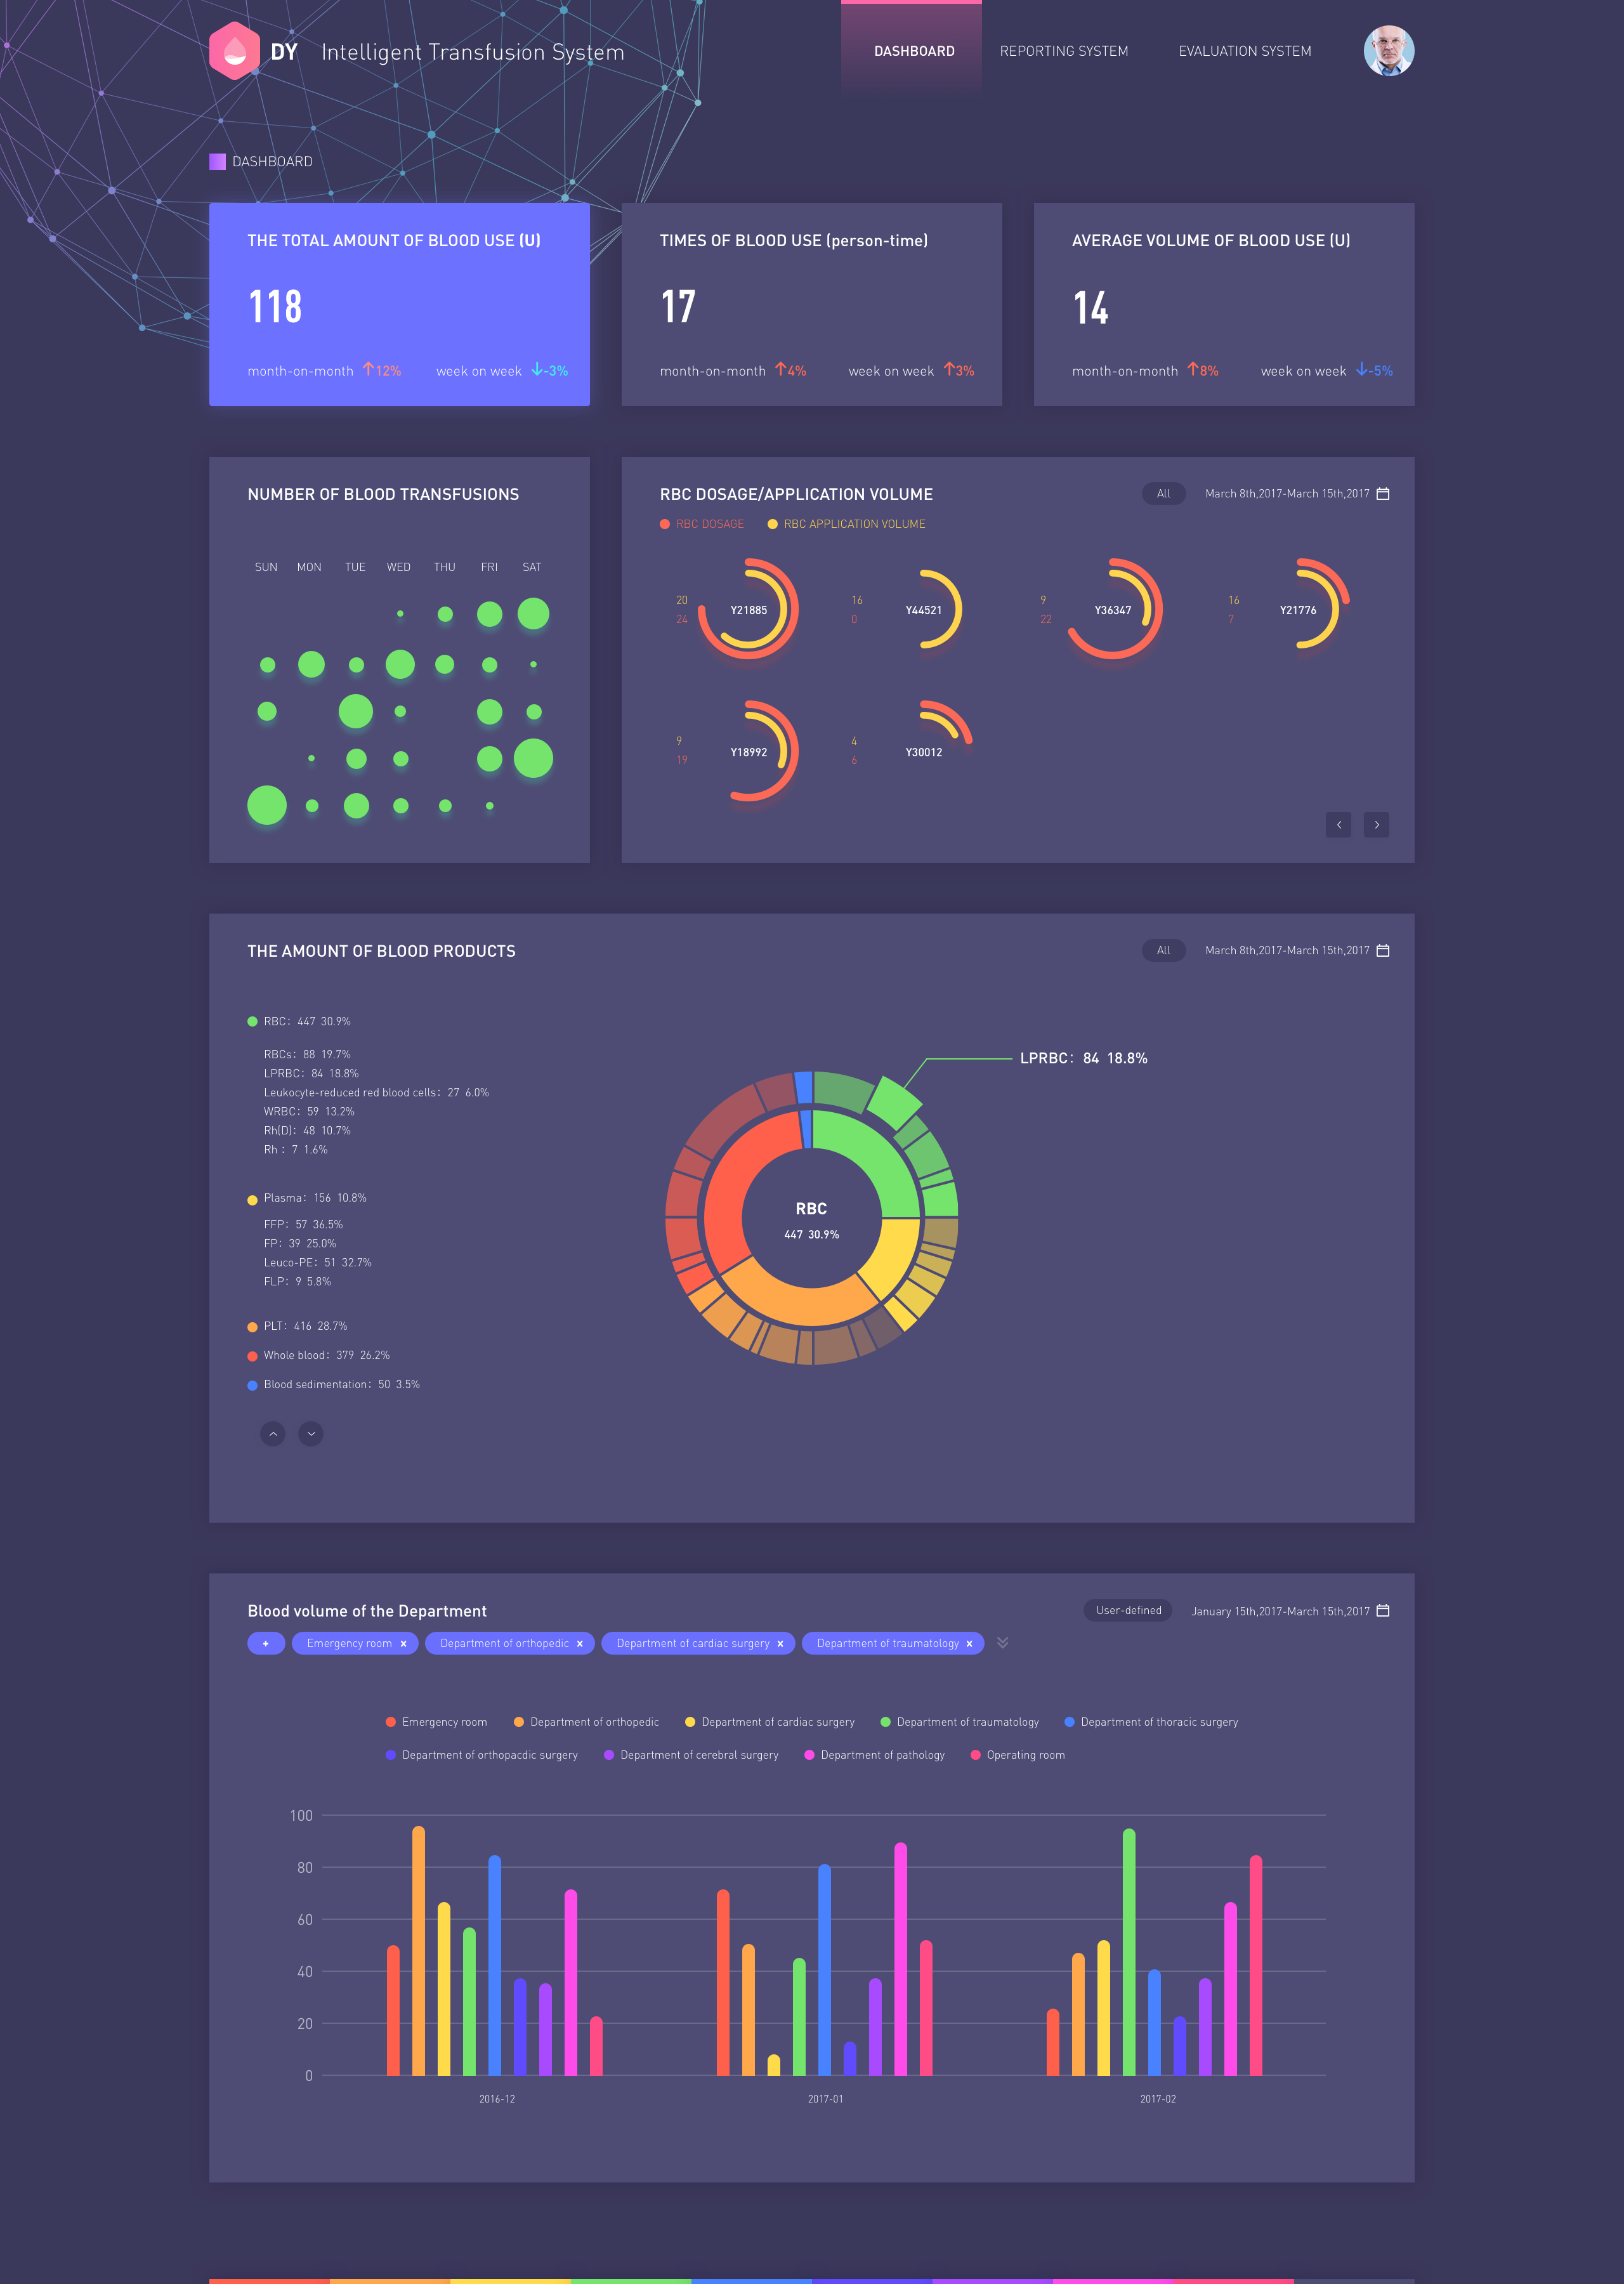 DY Intelligent Transfusion System
DASHBOARD REPORTING SYSTEM EVALUATION SYSTEM
DASHBOARD
THE TOTAL AMOUNT OF BLOOD USE (U)
118
month-on-month 12% week on week -3%
TIMES OF BLOOD USE (person-time)
17
month-on-month 4% week on week 3%
AVERAGE VOLUME OF BLOOD USE (U)
14
month-on-month 8% week on week -5%
NUMBER OF BLOOD TRANSFUSIONS
SUN MON TUE WED THU FRI SAT
RBC DOSAGE/APPLICATION VOLUME
All March 8th,2017-March 15th,2017
RBC DOSAGE RBC APPLICATION VOLUME
20
24
Y21885
16
0
Y44521
9
22
Y36347
16
7
Y21776
9
19
Y18992
4
6
Y30012
THE AMOUNT OF BLOOD PRODUCTS
All March 8th,2017-March 15th,2017
RBC: 447 30.9%
RBCs: 88 19.7%
LPRBC: 84 18.8%
Leukocyte-reduced red blood cells: 27 6.0%
WRBC: 59 13.2%
Rh(D): 48 10.7%
Rh : 7 1.6%
Plasma: 156 10.8%
FFP: 57 36.5%
FP: 39 25.0%
Leuco-PE: 51 32.7%
FLP: 9 5.8%
PLT: 416 28.7%
Whole blood: 379 26.2%
Blood sedimentation: 50 3.5%
LPRBC: 84 18.8%
RBC
447 30.9%
Blood volume of the Department
User-defined January 15th,2017-March 15th,2017
+ Emergency room x Department of orthopedic x Department of cardiac surgery x Department of traumatology x
Emergency room Department of orthopedic Department of cardiac surgery Department of traumatology Department of thoracic surgery
Department of orthopacdic surgery Department of cerebral surgery Department of pathology Operating room
100
80
60
40
20
0
2016-12 2017-01 2017-02